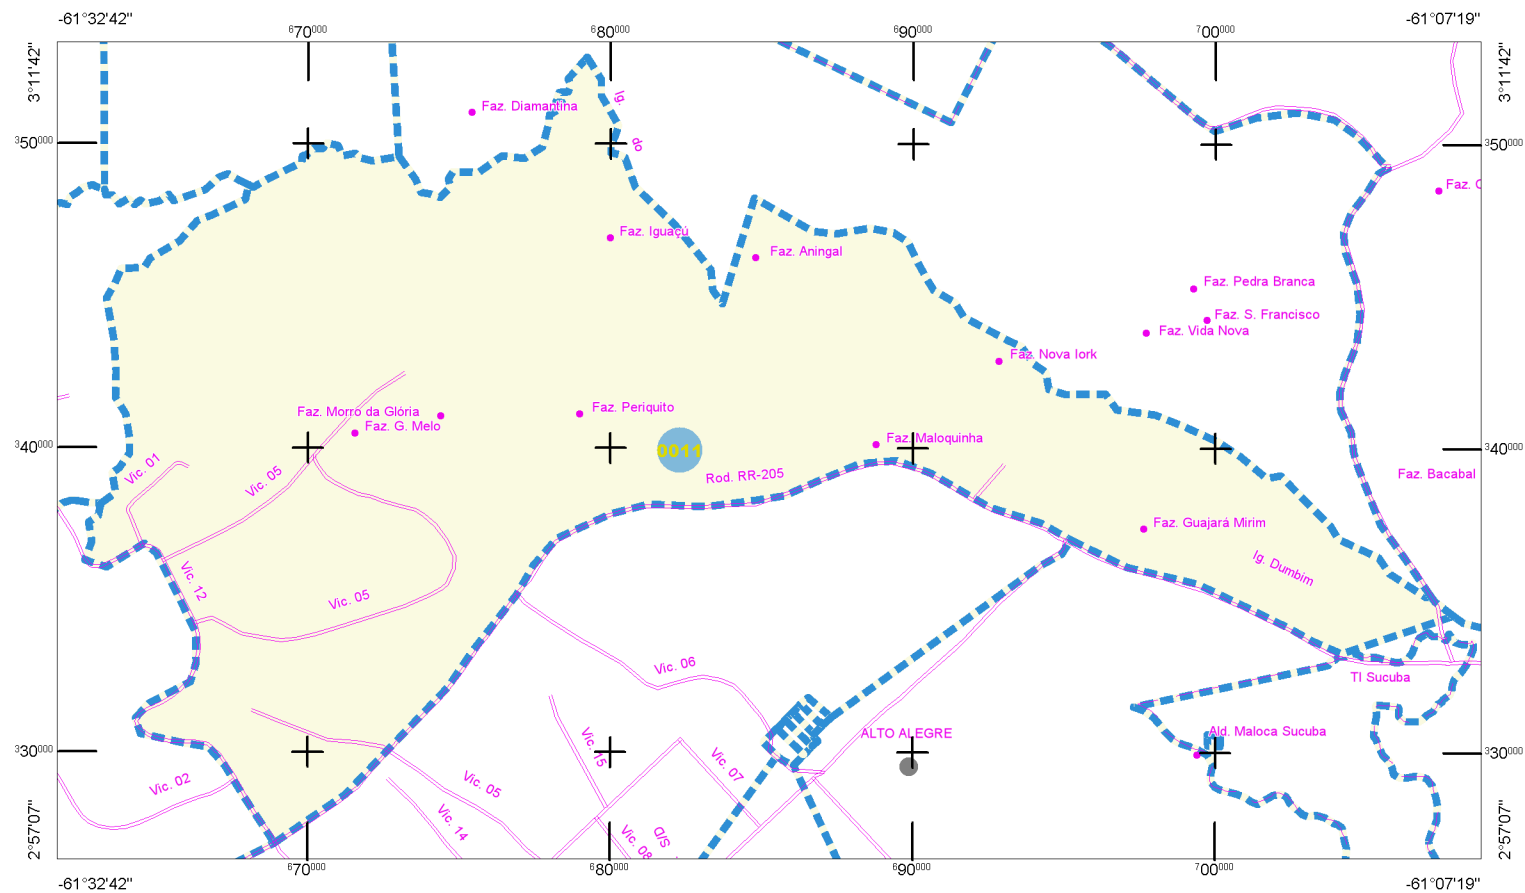 -61°32'42"
-61°07'19"
670000
680000
690000
700000
3°11'42"
3°11'42"
Ig.
Faz. Diamantina
do
350000
350000
Faz. C
Faz. Iguaçú
Faz. Aningal
Faz. Pedra Branca
Faz. S. Francisco
Faz. Vida Nova
Faz. Nova Iork
Faz. Morro da Glória
Faz. Periquito
Faz. G. Melo
Faz. Maloquinha
340000
340000
0011
Vic. 01
Vic. 05
Rod. RR-205
Faz. Bacabal
Faz. Guajará Mirim
Ig. Dumbim
Vic. 12
Vic. 05
Vic. 06
TI Sucuba
Ald. Maloca Sucuba
ALTO ALEGRE
Vic. 15
330000
330000
Vic. 07
Vic. 02
Vic. 05
Vic. 14
S/D
Vic. 08
2°57'07"
2°57'07"
670000
680000
690000
700000
-61°32'42"
-61°07'19"